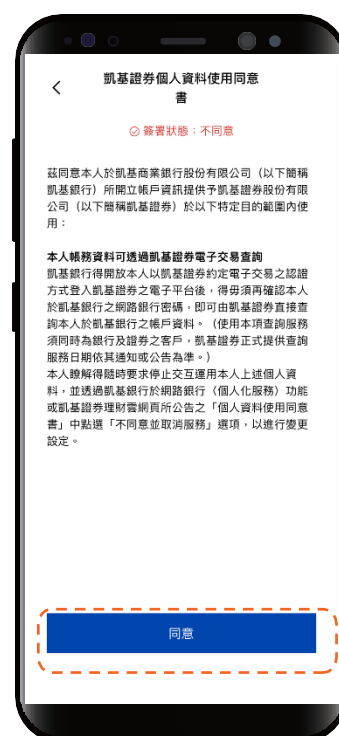 凱基證券個人資料使用同意
書
簽署狀態：不同意
茲同意本人於凱基商業銀行股份有限公司（以下簡稱
凱基銀行）所開立帳戶資訊提供予凱基證券股份有限
公司（以下簡稱凱基證券）於以下特定目的範圍內使
用：
本人帳務資料可透過凱基證券電子交易查詢
凱基銀行得開放本人以凱基證券約定電子交易之認證
方式登入凱基證券之電子平台後，得毋須再確認本人
於凱基銀行之網路銀行密碼，即可由凱基證券直接查
詢本人於凱基銀行之帳戶資料。（使用本項查詢服務
須同時為銀行及證券之客戶，凱基證券正式提供查詢
服務日期依其通知或公告為準。）
本人瞭解得隨時要求停止交互運用本人上述個人資
料，並透過凱基銀行於網路銀行〈個人化服務〉功能
或凱基證券理財雲網頁所公告之「個人資料使用同意
書」中點選「不同意並取消服務」選項，以進行變更
設定。
同意